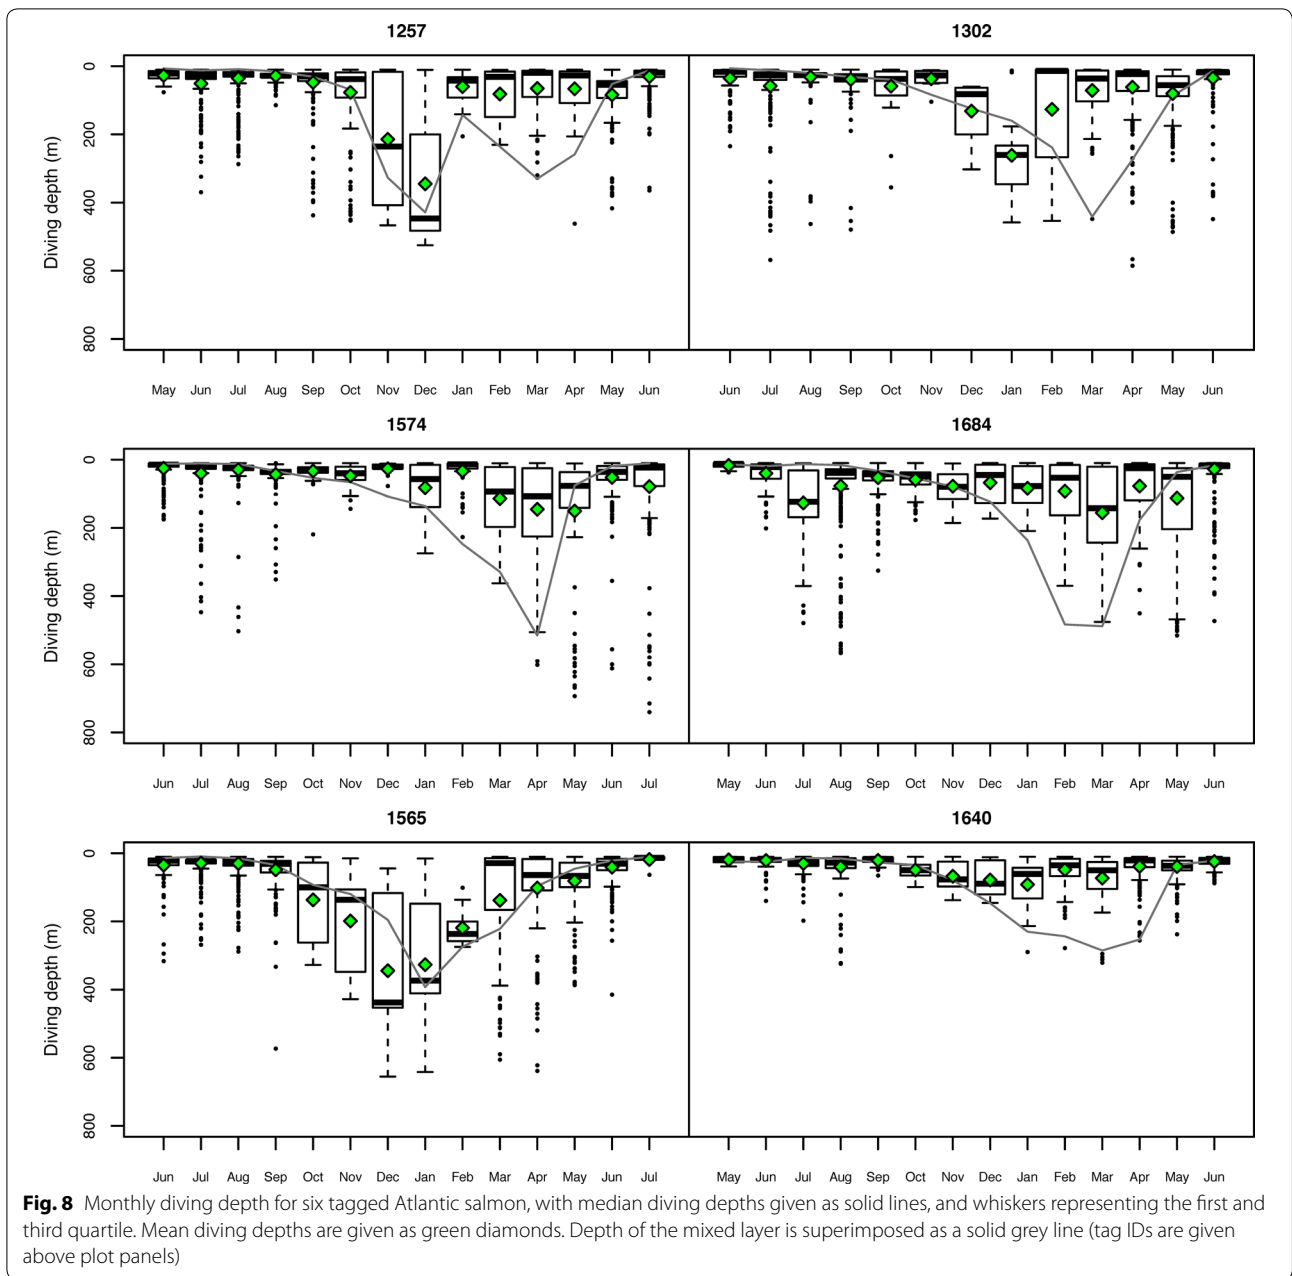 1257 1302
0
200
400
600
800
Diving depth (m)
May Jun Jul Aug Sep Oct Nov Dec Jan Feb Mar Apr May Jun
Jun Jul Aug Sep Oct Nov Dec Jan Feb Mar Apr May Jun
1574 1684
0
200
400
600
800
Diving depth (m)
Jun Jul Aug Sep Oct Nov Dec Jan Feb Mar Apr May Jun Jul
May Jun Jul Aug Sep Oct Nov Dec Jan Feb Mar Apr May Jun
1565 1640
0
200
400
600
800
Diving depth (m)
Jun Jul Aug Sep Oct Nov Dec Jan Feb Mar Apr May Jun Jul
May Jun Jul Aug Sep Oct Nov Dec Jan Feb Mar Apr May Jun
Fig. 8 Monthly diving depth for six tagged Atlantic salmon, with median diving depths given as solid lines, and whiskers representing the first and
third quartile. Mean diving depths are given as green diamonds. Depth of the mixed layer is superimposed as a solid grey line (tag IDs are given
above plot panels)